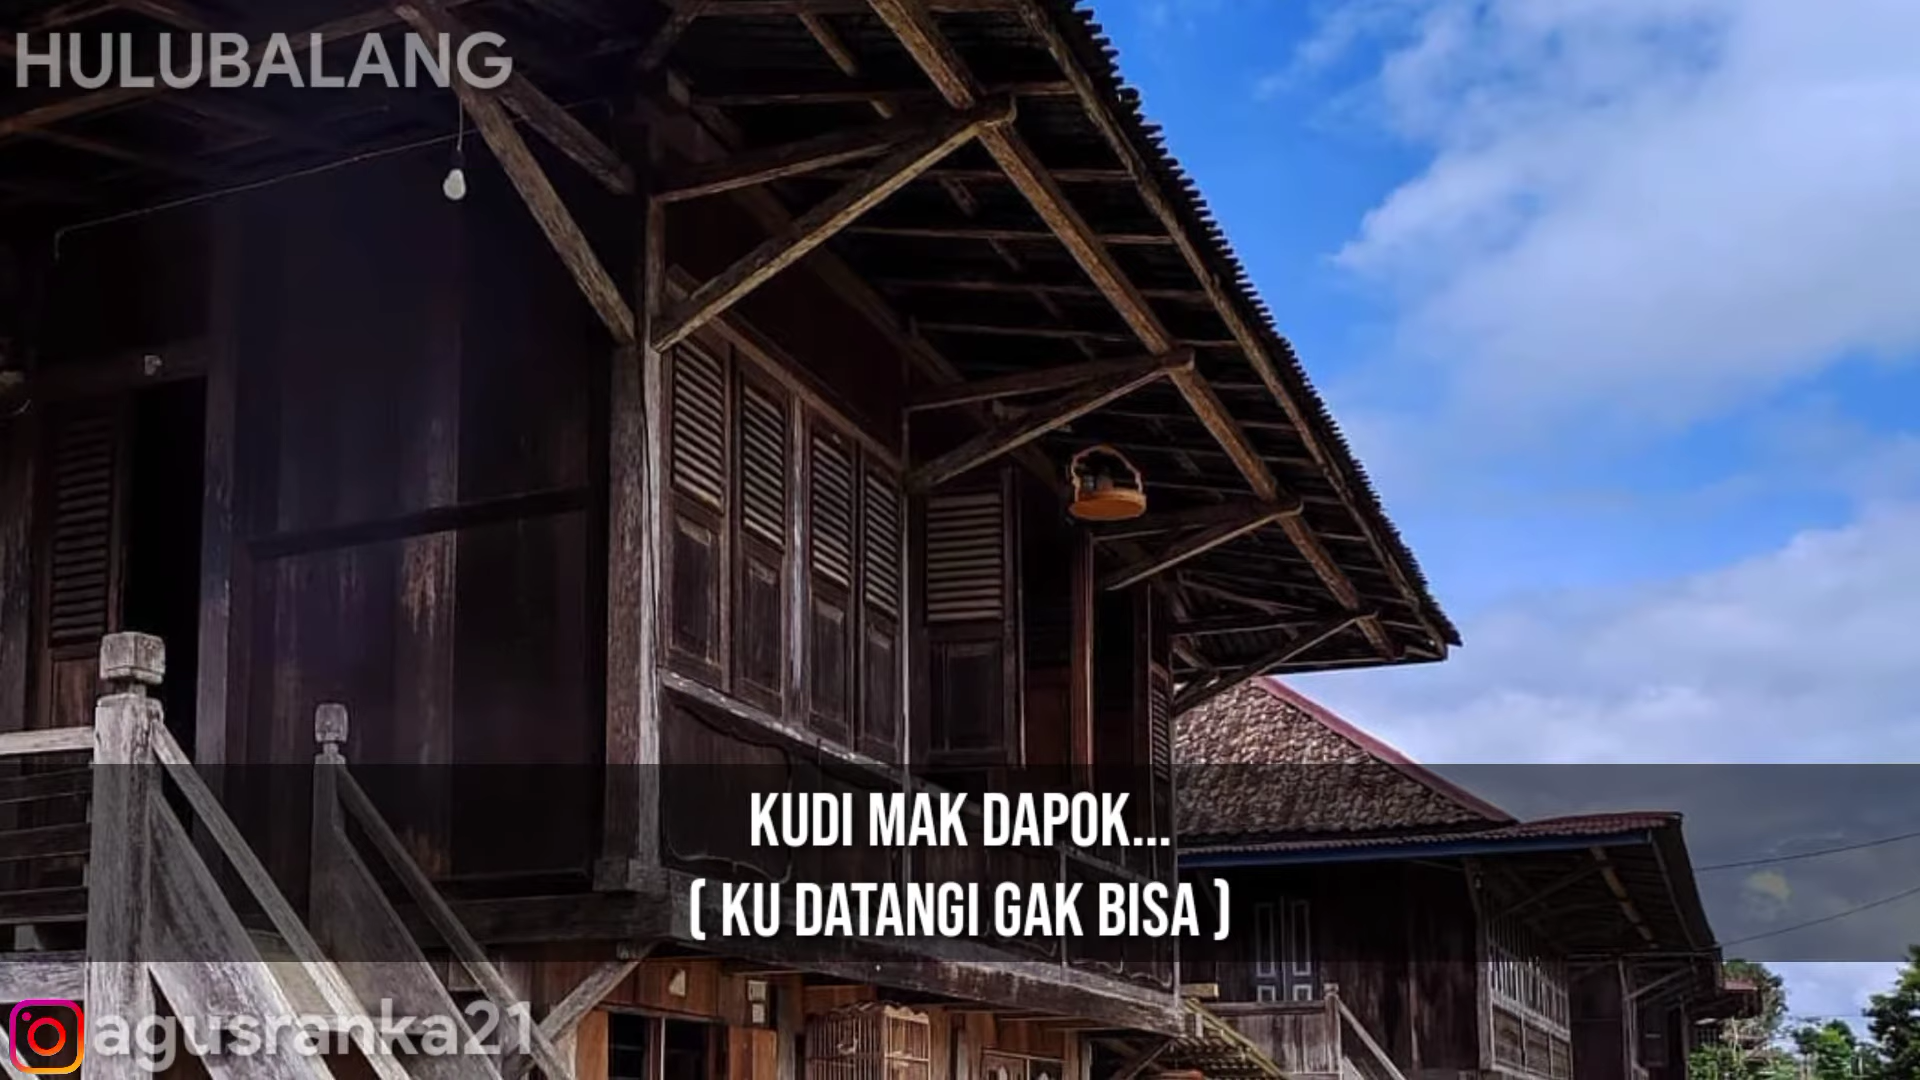 HULUBALANG
KUDI MAK DAPOK...
( KU DATANGI GAK BISA )
agusranka21